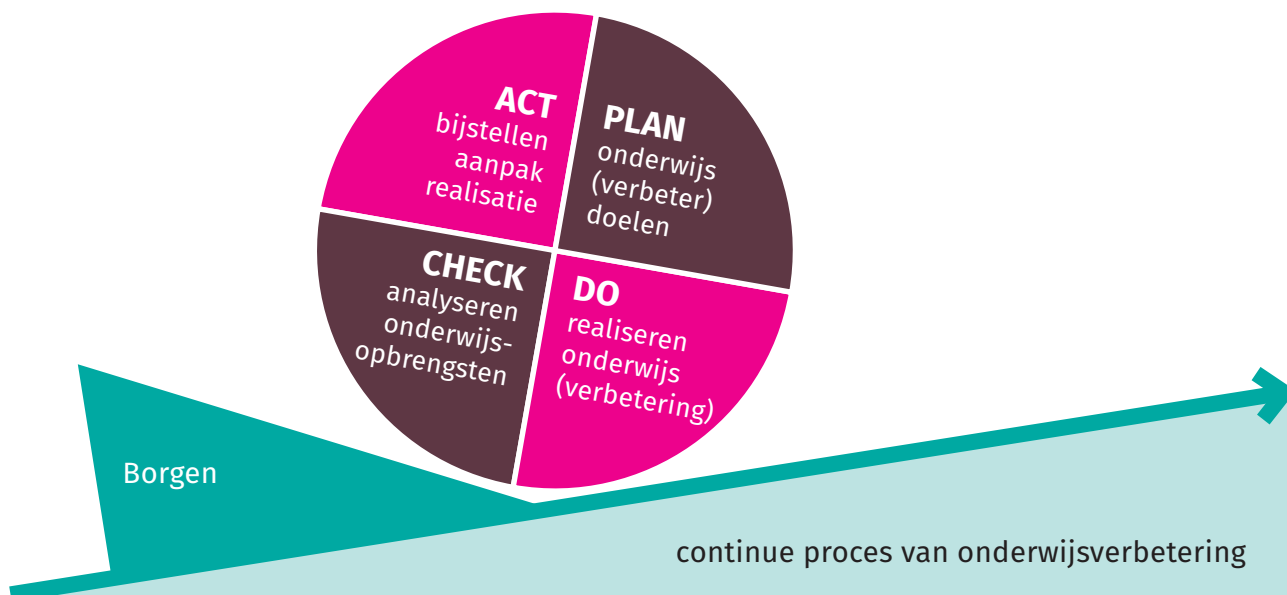 ACT
bijstellen
aanpak
realisatie
PLAN
onderwijs
(verbeter)
doelen
CHECK
analyseren
onderwijs-
opbrengsten
DO
realiseren
onderwijs
(verbetering)
Borgen
continue proces van onderwijsverbetering